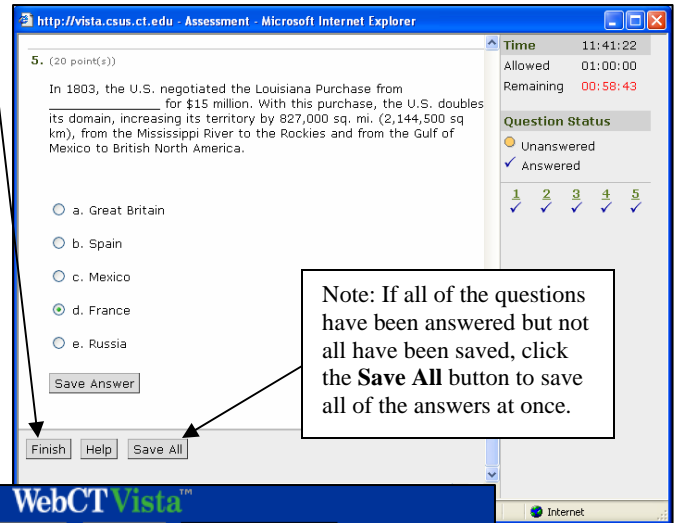 http://vista.csus.ct.edu - Assessment - Microsoft Internet Explorer
5. (20 point(s))
In 1803, the U.S. negotiated the Louisiana Purchase from
________________ for $15 million. With this purchase, the U.S. doubles
its domain, increasing its territory by 827,000 sq. mi. (2,144,500 sq
km), from the Mississippi River to the Rockies and from the Gulf of
Mexico to British North America.
a. Great Britain
b. Spain
c. Mexico
d. France
e. Russia
Save Answer
Finish Help Save All
Time 11:41:22
Allowed 01:00:00
Remaining 00:58:43
Question Status
Unanswered
Answered
1 2 3 4 5
Note: If all of the questions
have been answered but not
all have been saved, click
the Save All button to save
all of the answers at once.
WebCT Vista™
Internet